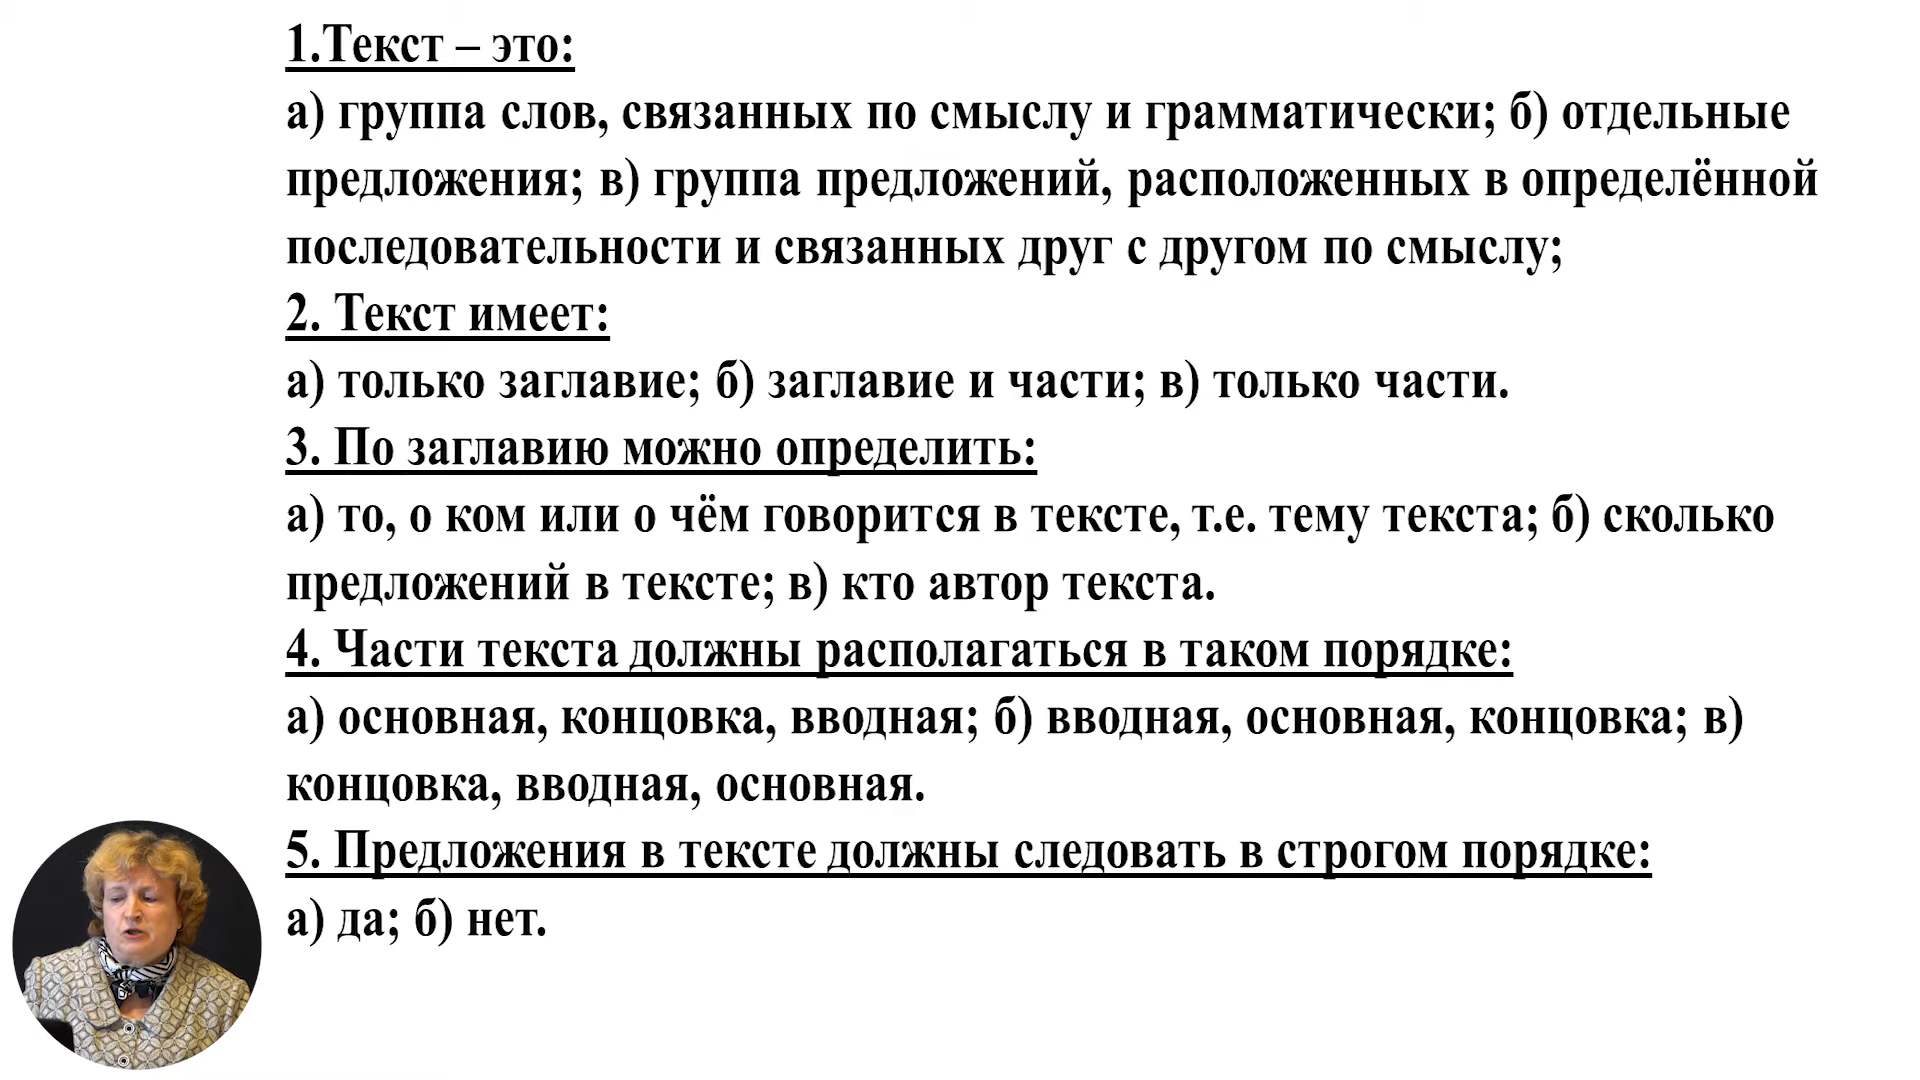 1.Текст – это:
а) группа слов, связанных по смыслу и грамматически; б) отдельные
предложения; в) группа предложений, расположенных в определённой
последовательности и связанных друг с другом по смыслу;
2. Текст имеет:
а) только заглавие; б) заглавие и части; в) только части.
3. По заглавию можно определить:
а) то, о ком или о чём говорится в тексте, т.е. тему текста; б) сколько
предложений в тексте; в) кто автор текста.
4. Части текста должны располагаться в таком порядке:
а) основная, концовка, вводная; б) вводная, основная, концовка; в)
концовка, вводная, основная.
5. Предложения в тексте должны следовать в строгом порядке:
а) да; б) нет.